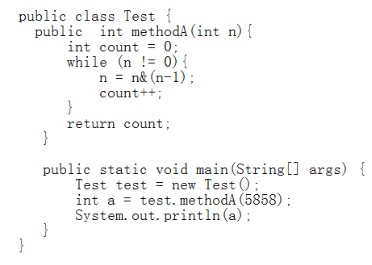 public class Test {
public  int methodA(int n){
int count = 0;
while (n != 0){
n = n&(n-1);
count++;
}
return count;
}
public static void main(String[] args) {
Test test = new Test();
int a = test.methodA(5858);
System.out.println(a);
}
}